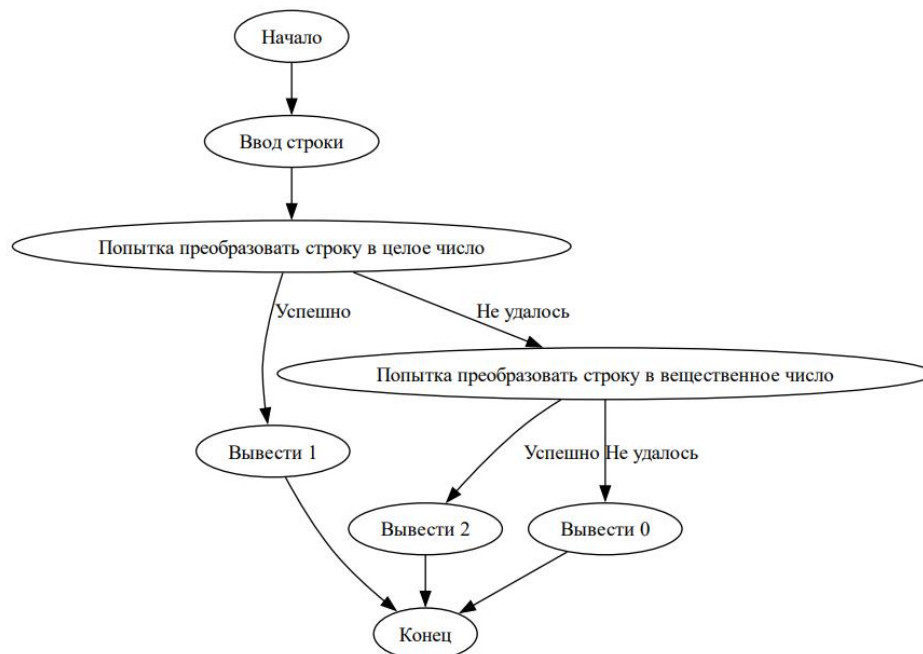 Начало
Ввод строки
Попытка преобразовать строку в целое число
Успешно
Не удалось
Попытка преобразовать строку в вещественное число
Вывести 1
Успешно
Не удалось
Вывести 2
Вывести 0
Конец